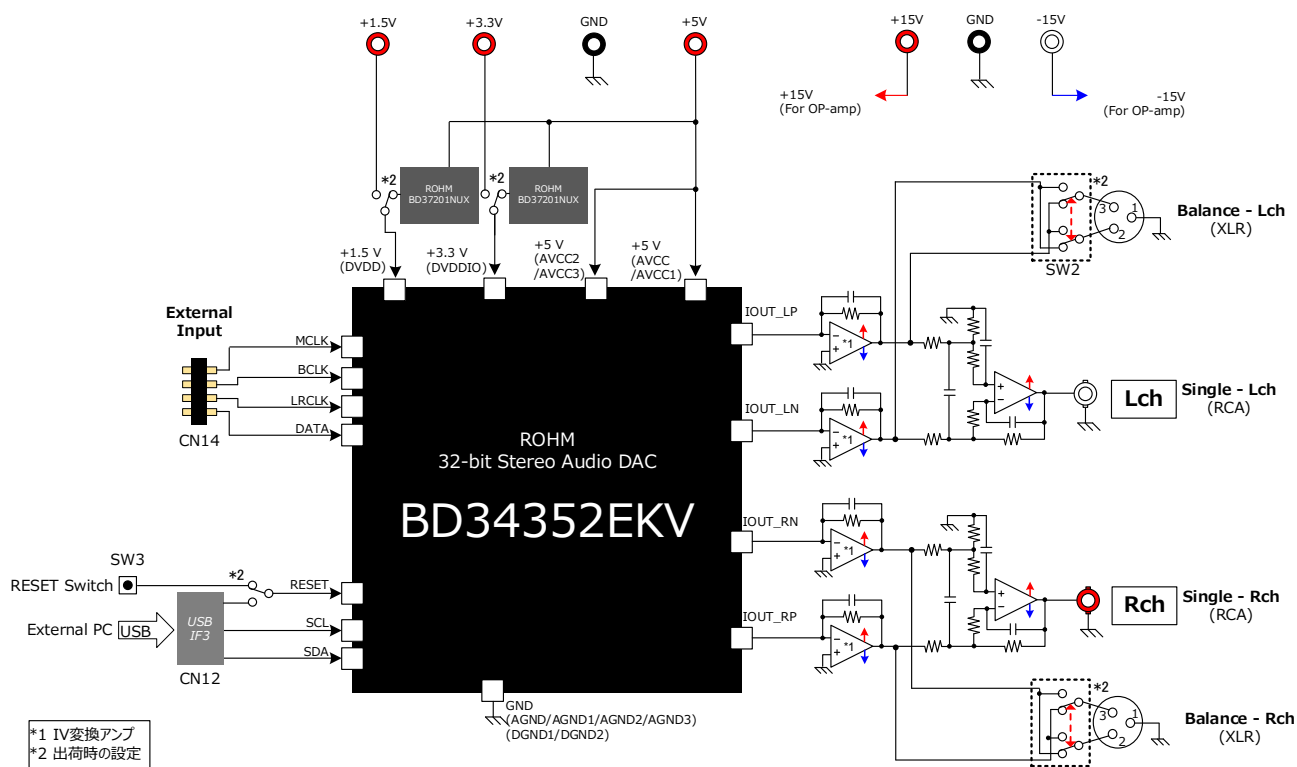 +1.5V
+3.3V
GND
+5V
+15V
GND
-15V
+15V
(For OP-amp)
-15V
(For OP-amp)
*2
ROHM
BD37201NUX
*2
ROHM
BD37201NUX
+1.5 V
(DVDD)
+3.3 V
(DVDDIO)
+5 V
(AVCC2
/AVCC3)
+5 V
(AVCC
/AVCC1)
*2
3
1
2
SW2
Balance - Lch
(XLR)
External
Input
MCLK
BCLK
LRCLK
DATA
CN14
ROHM
32-bit Stereo Audio DAC
BD34352EKV
IOUT_LP
*1
IOUT_LN
*1
Lch
Single - Lch
(RCA)
IOUT_RN
*1
IOUT_RP
*1
Rch
Single - Rch
(RCA)
SW3
RESET Switch
*2
RESET
External PC
USB
USB
IF3
SCL
SDA
CN12
GND
(AGND/AGND1/AGND2/AGND3)
(DGND1/DGND2)
*2
3
1
2
Balance - Rch
(XLR)
*1 IV変換アンプ
*2 出荷時の設定